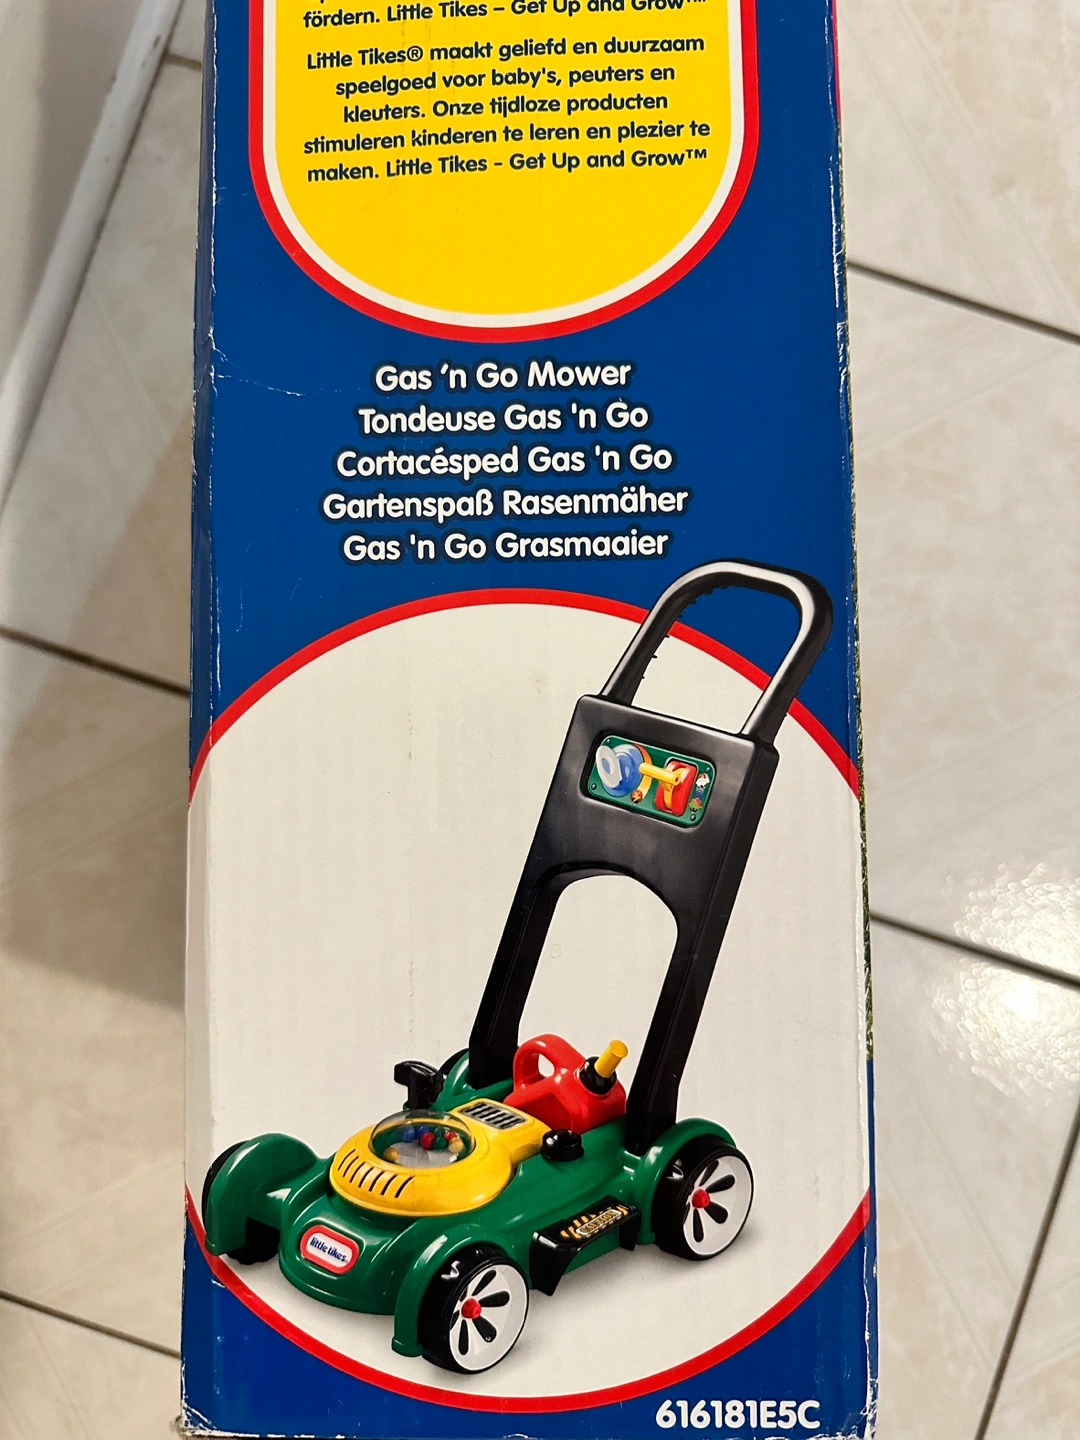 fördern. Little Tikes – Get Up and Grow™
Little Tikes® maakt geliefd en duurzaam
speelgoed voor baby's, peuters en
kleuters. Onze tijdloze producten
stimuleren kinderen te leren en plezier te
maken. Little Tikes - Get Up and Grow™
Gas 'n Go Mower
Tondeuse Gas 'n Go
Cortacésped Gas 'n Go
Gartenspaß Rasenmäher
Gas 'n Go Grasmaaier
little tikes
616181E5C